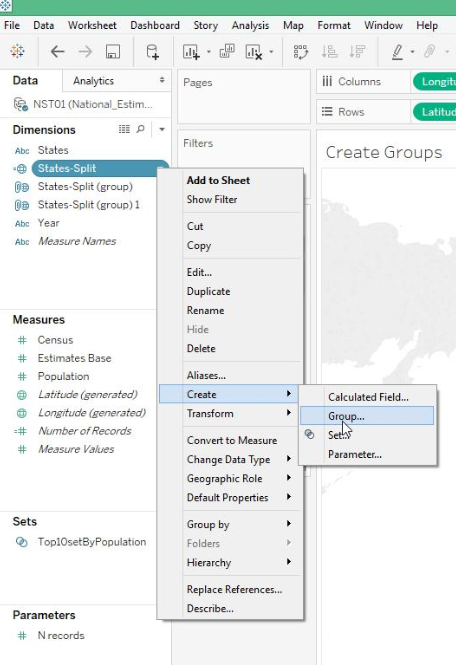 File Data Worksheet Dashboard Story Analysis Map Format Window Help
Data Analytics
Pages
Columns
NST01 (National_Estim...
Rows
Dimensions
Filters
Abc States
States-Split
Create Groups
States-Split (group)
Add to Sheet
States-Split (group) 1
Show Filter
Abc Year
Cut
Abc Measure Names
Copy
Edit...
Duplicate
Rename
Measures
Hide
Census
Delete
Estimates Base
Population
Aliases...
Latitude (generated)
Create
Calculated Field...
Longitude (generated)
Transform
Group...
Number of Records
Set...
Measure Values
Convert to Measure
Parameter...
Change Data Type
Geographic Role
Default Properties
Sets
Group by
Top10setByPopulation
Folders
Hierarchy
Replace References...
Parameters
Describe...
N records